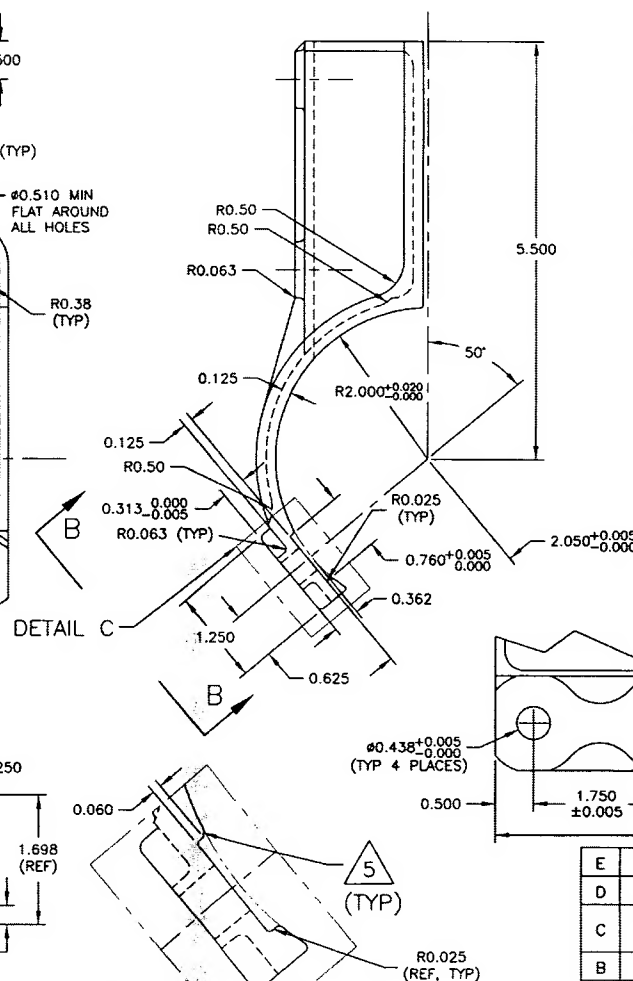 (TYP)
Ø0.510 MIN
FLAT AROUND
ALL HOLES
R0.38
(TYP)
R0.50
R0.50
R0.063
5.500
50°
0.125
R2.000 +0.020 -0.000
0.125
R0.50
0.313 0.000 -0.005
R0.063 (TYP)
R0.025
(TYP)
0.760 +0.005 0.000
2.050 +0.005 -0.000
B
DETAIL C
0.362
1.250
0.625
B
Ø0.438 +0.005 -0.000
(TYP 4 PLACES)
0.500
1.750
±0.005
0.060
1.698
(REF)
5
(TYP)
R0.025
(REF, TYP)
E
D
C
B